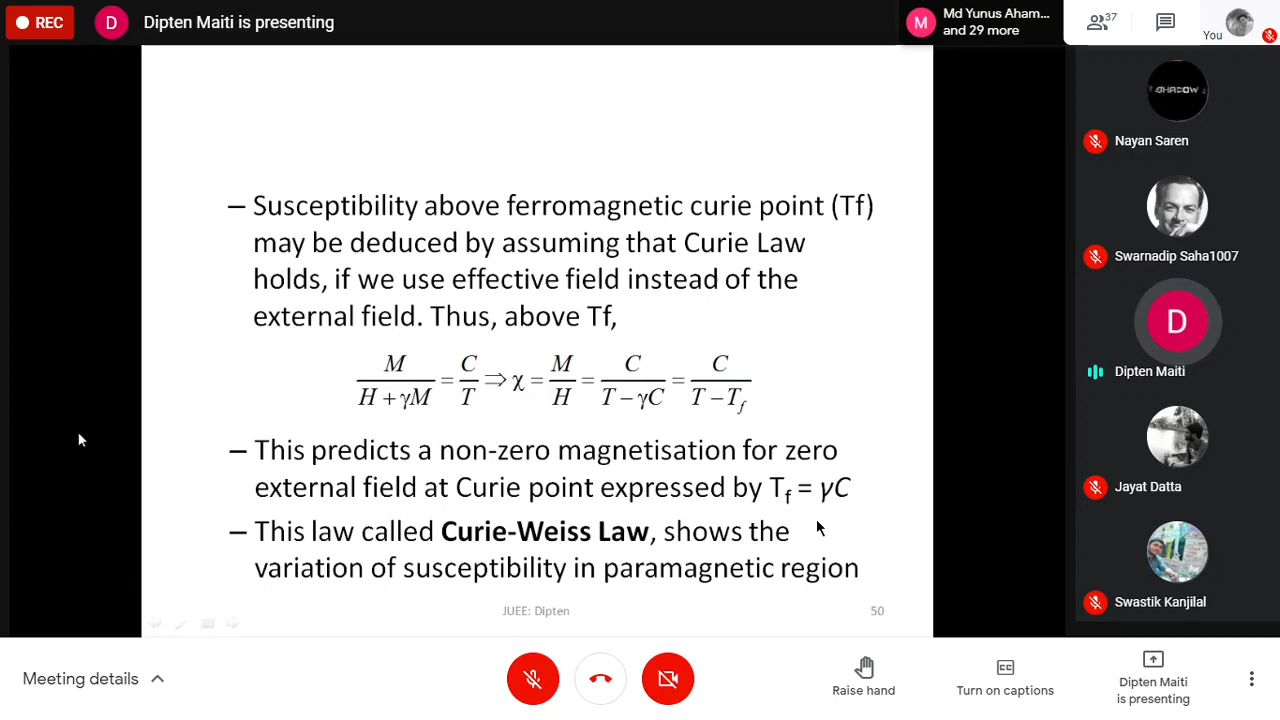 REC
D
Dipten Maiti is presenting
M
Md Yunus Aham...
and 29 more
37
You
SHADOW
Nayan Saren
Swarnadip Saha1007
D
Dipten Maiti
Jayat Datta
Swastik Kanjilal
– Susceptibility above ferromagnetic curie point (Tf)
may be deduced by assuming that Curie Law
holds, if we use effective field instead of the
external field. Thus, above Tf,
M/(H + γM) = C/T ⇒ χ = M/H = C/(T − γC) = C/(T − T_f)
– This predicts a non-zero magnetisation for zero
external field at Curie point expressed by T_f = γC
– This law called Curie-Weiss Law, shows the
variation of susceptibility in paramagnetic region
JUEE: Dipten
50
Meeting details
Raise hand
CC
Turn on captions
Dipten Maiti
is presenting